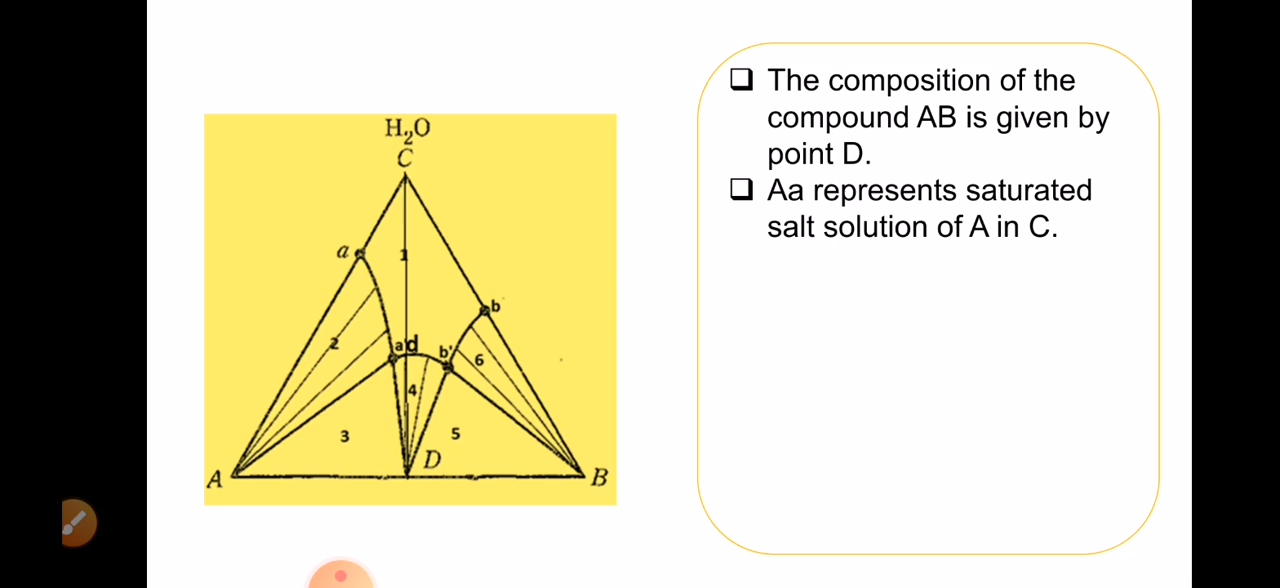 H₂O
C
a
1
b
2
a'd
b'
6
4
3
5
D
A
B
❑ The composition of the
compound AB is given by
point D.
❑ Aa represents saturated
salt solution of A in C.